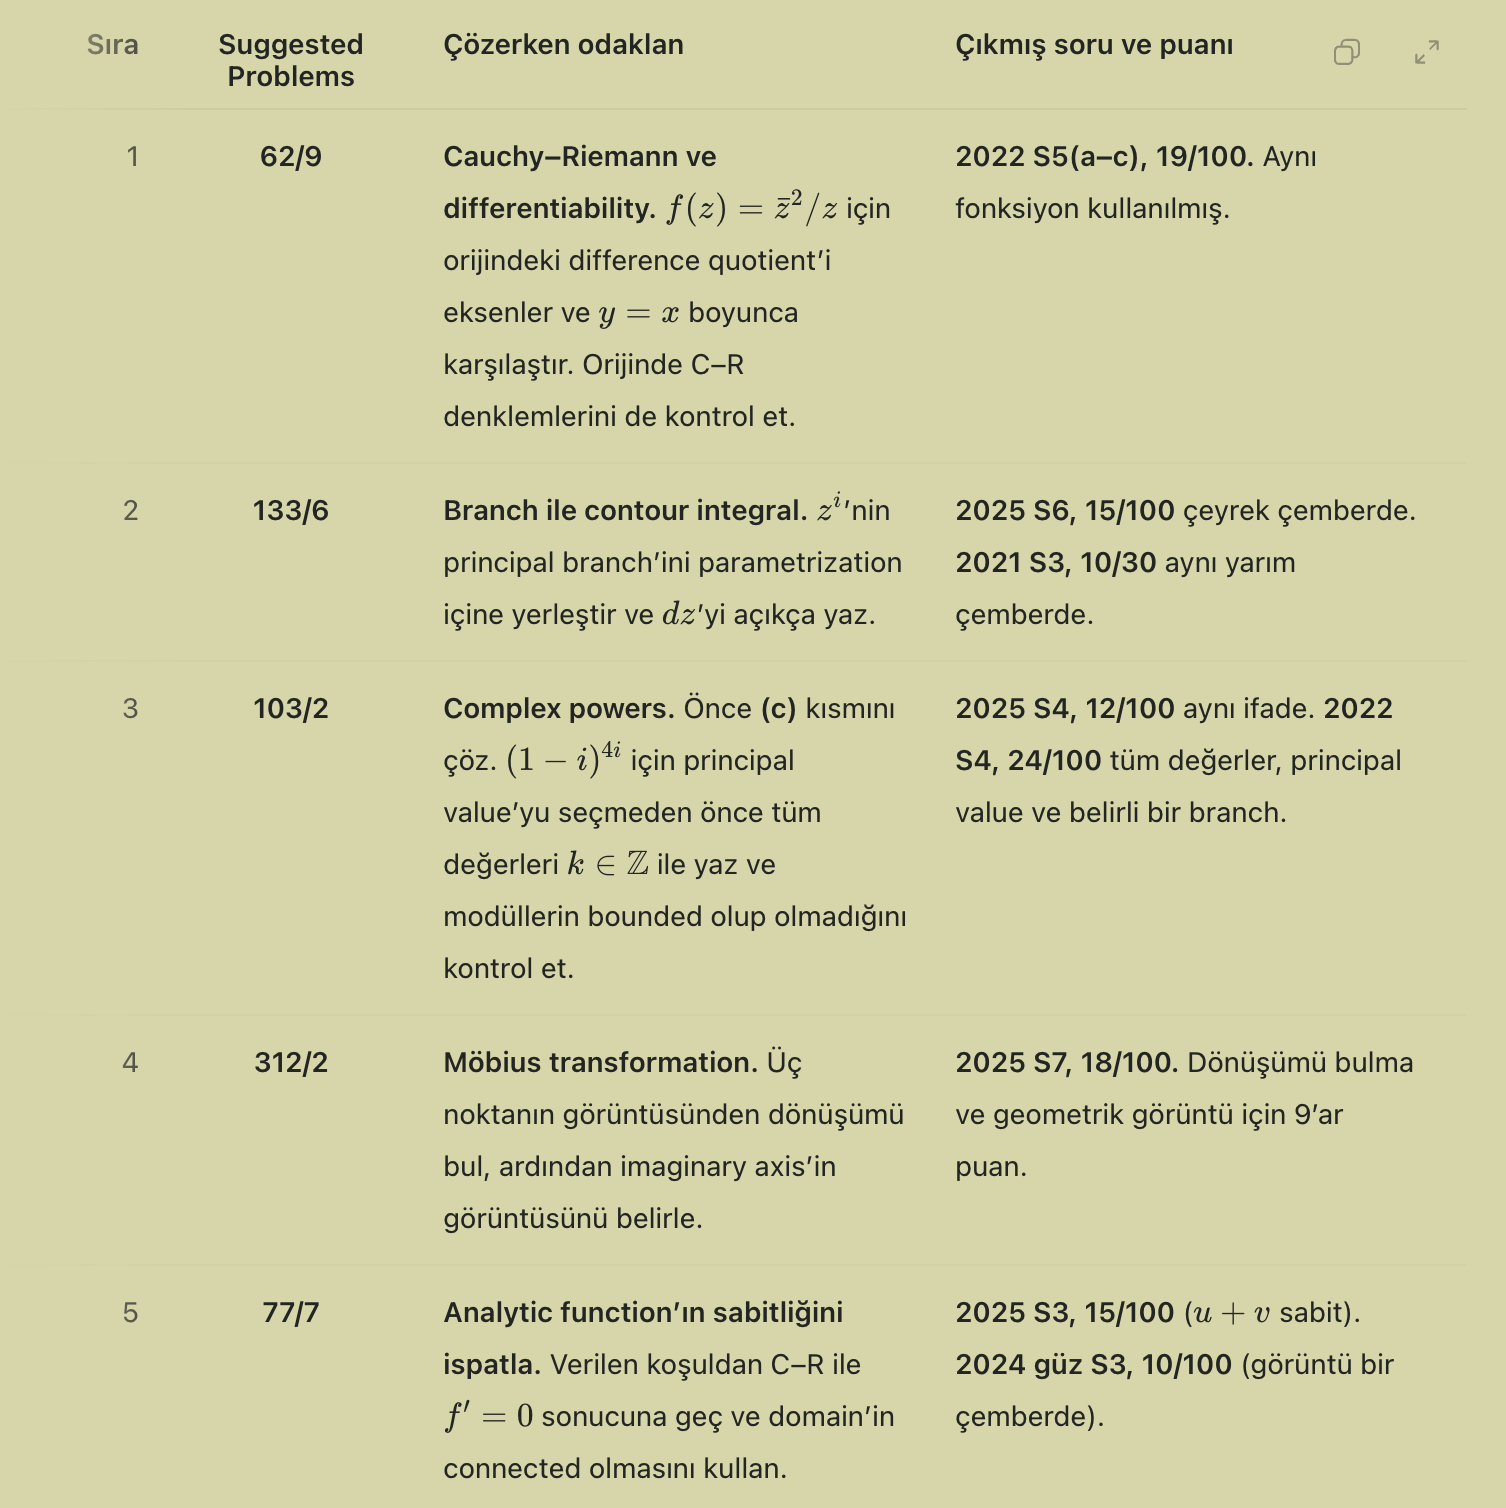 Sıra Suggested Problems Çözerken odaklan Çıkmış soru ve puanı
1 62/9 Cauchy–Riemann ve 2022 S5(a–c), 19/100. Aynı
differentiability. f(z) = z̄²/z için fonksiyon kullanılmış.
orijindeki difference quotient'i
eksenler ve y = x boyunca
karşılaştır. Orijinde C–R
denklemlerini de kontrol et.
2 133/6 Branch ile contour integral. zⁱ'nin 2025 S6, 15/100 çeyrek çemberde.
principal branch'ini parametrization 2021 S3, 10/30 aynı yarım
içine yerleştir ve dz'yi açıkça yaz. çemberde.
3 103/2 Complex powers. Önce (c) kısmını 2025 S4, 12/100 aynı ifade. 2022
çöz. (1 − i)⁴ⁱ için principal S4, 24/100 tüm değerler, principal
value'yu seçmeden önce tüm value ve belirli bir branch.
değerleri k ∈ ℤ ile yaz ve
modüllerin bounded olup olmadığını
kontrol et.
4 312/2 Möbius transformation. Üç 2025 S7, 18/100. Dönüşümü bulma
noktanın görüntüsünden dönüşümü ve geometrik görüntü için 9'ar
bul, ardından imaginary axis'in puan.
görüntüsünü belirle.
5 77/7 Analytic function'ın sabitliğini 2025 S3, 15/100 (u + v sabit).
ispatla. Verilen koşuldan C–R ile 2024 güz S3, 10/100 (görüntü bir
f′ = 0 sonucuna geç ve domain'in çemberde).
connected olmasını kullan.